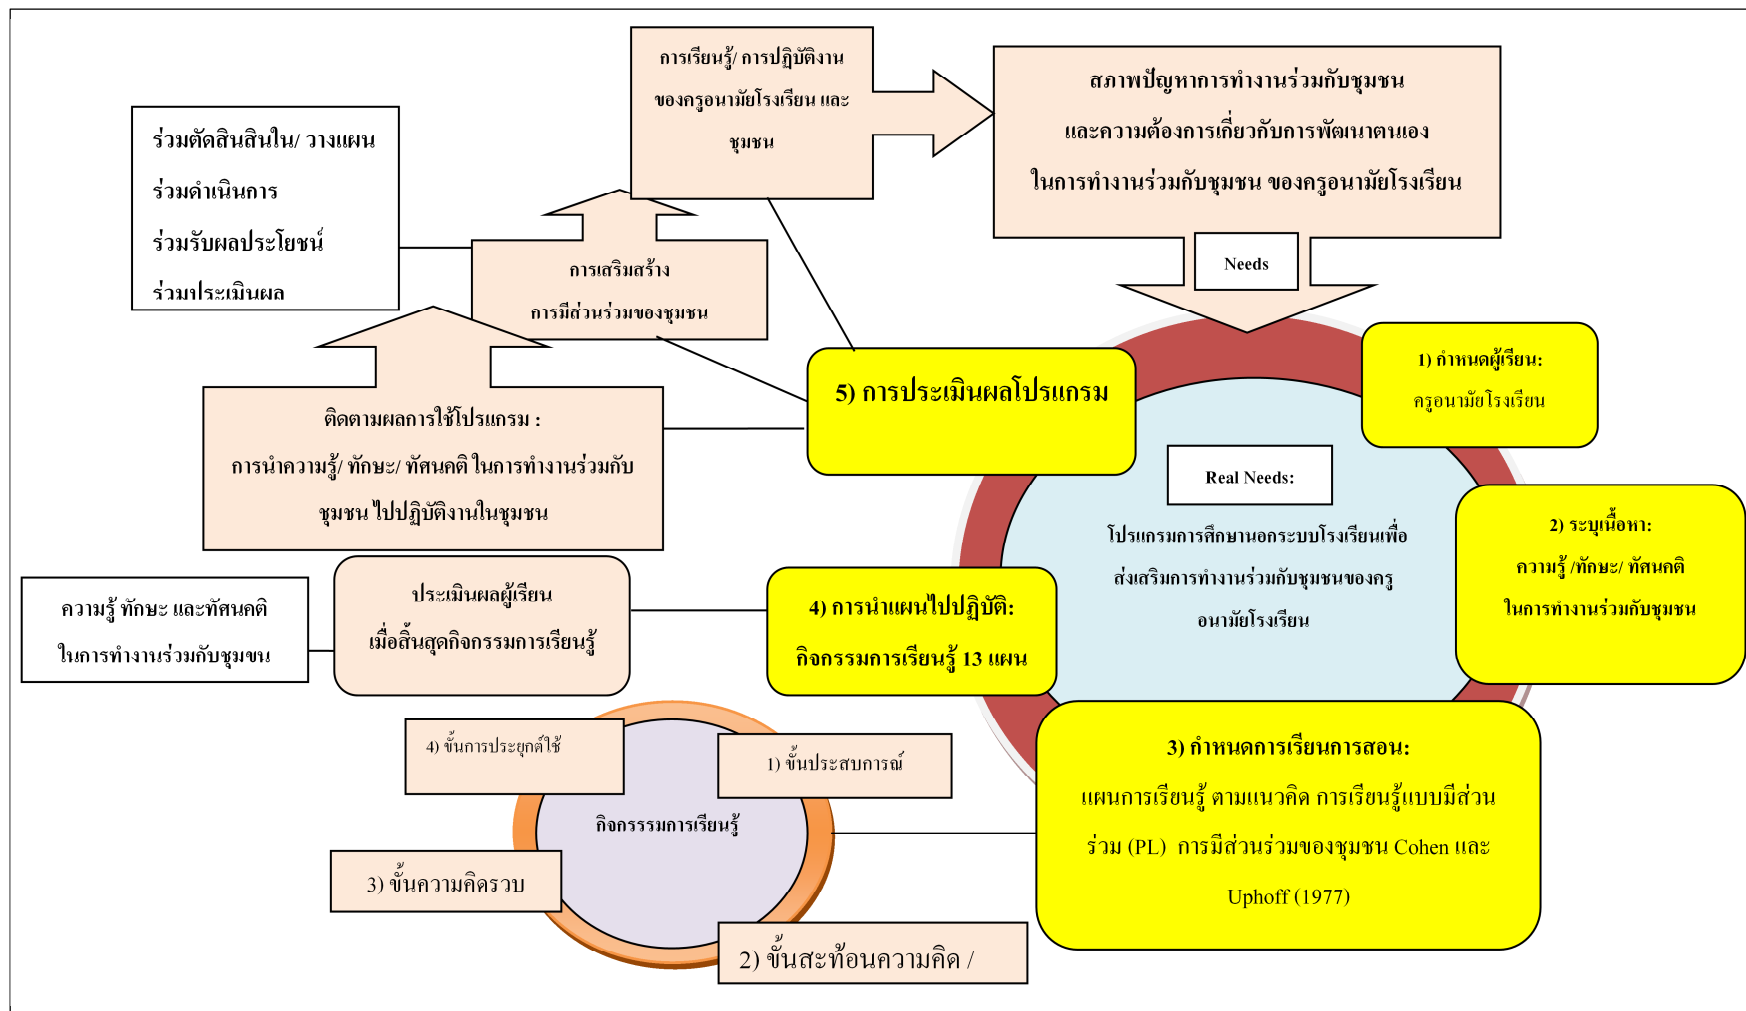 การเรียนรู้/ การปฏิบัติงาน
ของครูอนามัยโรงเรียน และ
ชุมชน
สภาพปัญหาการทำงานร่วมกับชุมชน
และความต้องการเกี่ยวกับการพัฒนาตนเอง
ในการทำงานร่วมกับชุมชน ของครูอนามัยโรงเรียน
Needs
ร่วมตัดสินสินใน/ วางแผน
ร่วมดำเนินการ
ร่วมรับผลประโยชน์
ร่วมประเมินผล
การเสริมสร้าง
การมีส่วนร่วมของชุมชน
ติดตามผลการใช้โปรแกรม :
การนำความรู้/ ทักษะ/ ทัศนคติ ในการทำงานร่วมกับ
ชุมชน ไปปฏิบัติงานในชุมชน
5) การประเมินผลโปรแกรม
1) กำหนดผู้เรียน:
ครูอนามัยโรงเรียน
Real Needs:
โปรแกรมการศึกษานอกระบบโรงเรียนเพื่อ
ส่งเสริมการทำงานร่วมกับชุมชนของครู
อนามัยโรงเรียน
2) ระบุเนื้อหา:
ความรู้ /ทักษะ/ ทัศนคติ
ในการทำงานร่วมกับชุมชน
ความรู้ ทักษะ และทัศนคติ
ในการทำงานร่วมกับชุมขน
ประเมินผลผู้เรียน
เมื่อสิ้นสุดกิจกรรมการเรียนรู้
4) การนำแผนไปปฏิบัติ:
กิจกรรมการเรียนรู้ 13 แผน
3) กำหนดการเรียนการสอน:
แผนการเรียนรู้ ตามแนวคิด การเรียนรู้แบบมีส่วน
ร่วม (PL) การมีส่วนร่วมของชุมชน Cohen และ
Uphoff (1977)
4) ขั้นการประยุกต์ใช้
1) ขั้นประสบการณ์
กิจกรรรมการเรียนรู้
3) ขั้นความคิดรวบ
2) ขั้นสะท้อนความคิด /